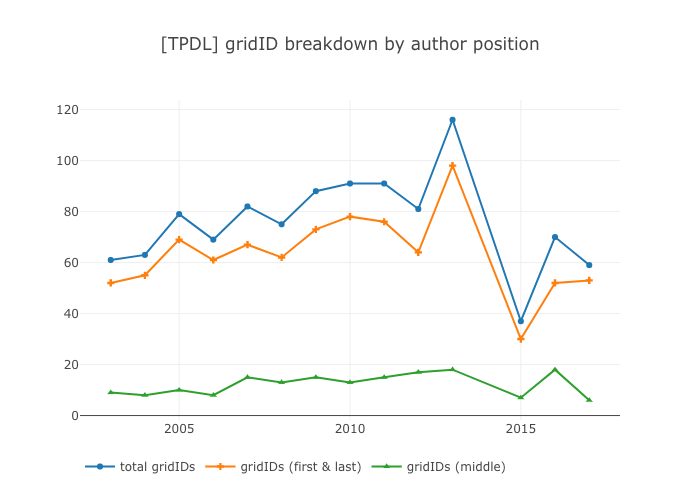 [TPDL] gridID breakdown by author position
120
100
80
60
40
20
0
2005 2010 2015
total gridIDs gridIDs (first & last) gridIDs (middle)